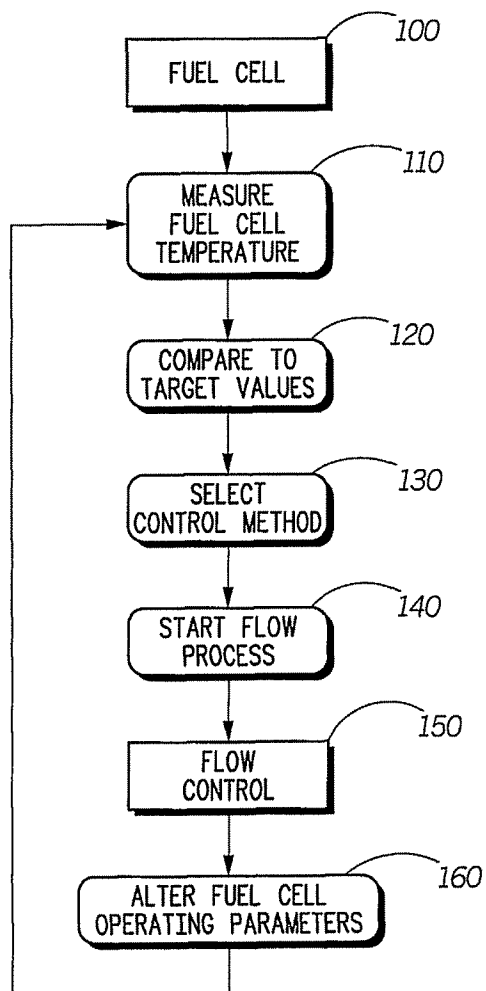 100
FUEL CELL
110
MEASURE
FUEL CELL
TEMPERATURE
120
COMPARE TO
TARGET VALUES
130
SELECT
CONTROL METHOD
140
START FLOW
PROCESS
150
FLOW
CONTROL
160
ALTER FUEL CELL
OPERATING PARAMETERS